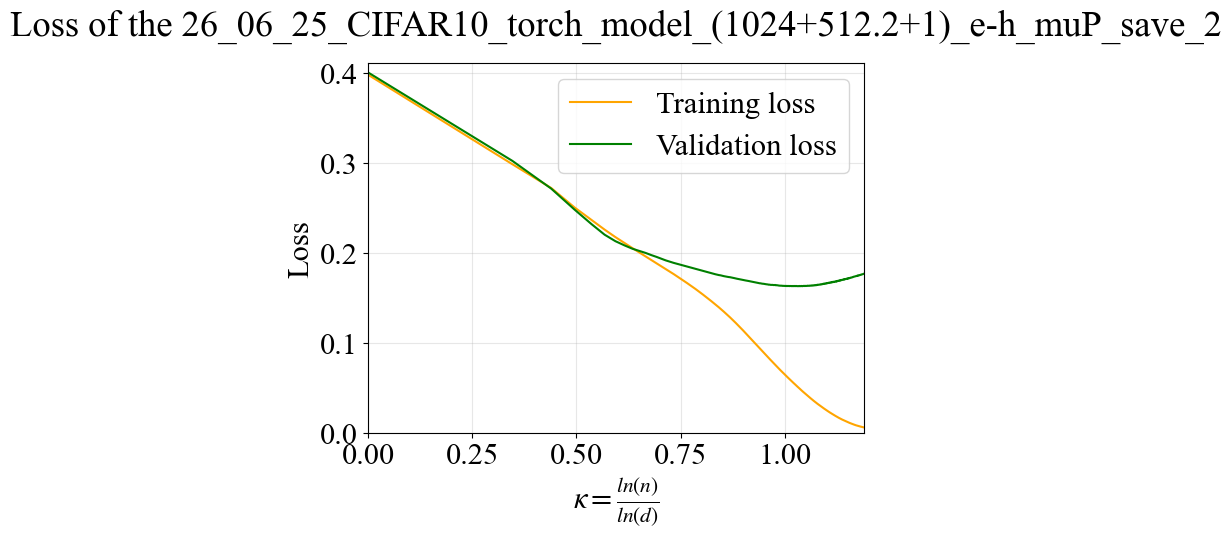 Loss of the 26_06_25_CIFAR10_torch_model_(1024+512.2+1)_e-h_muP_save_2
0.4
0.3
0.2
0.1
0.0
Loss
Training loss
Validation loss
0.00 0.25 0.50 0.75 1.00
κ = ln(n)
ln(d)